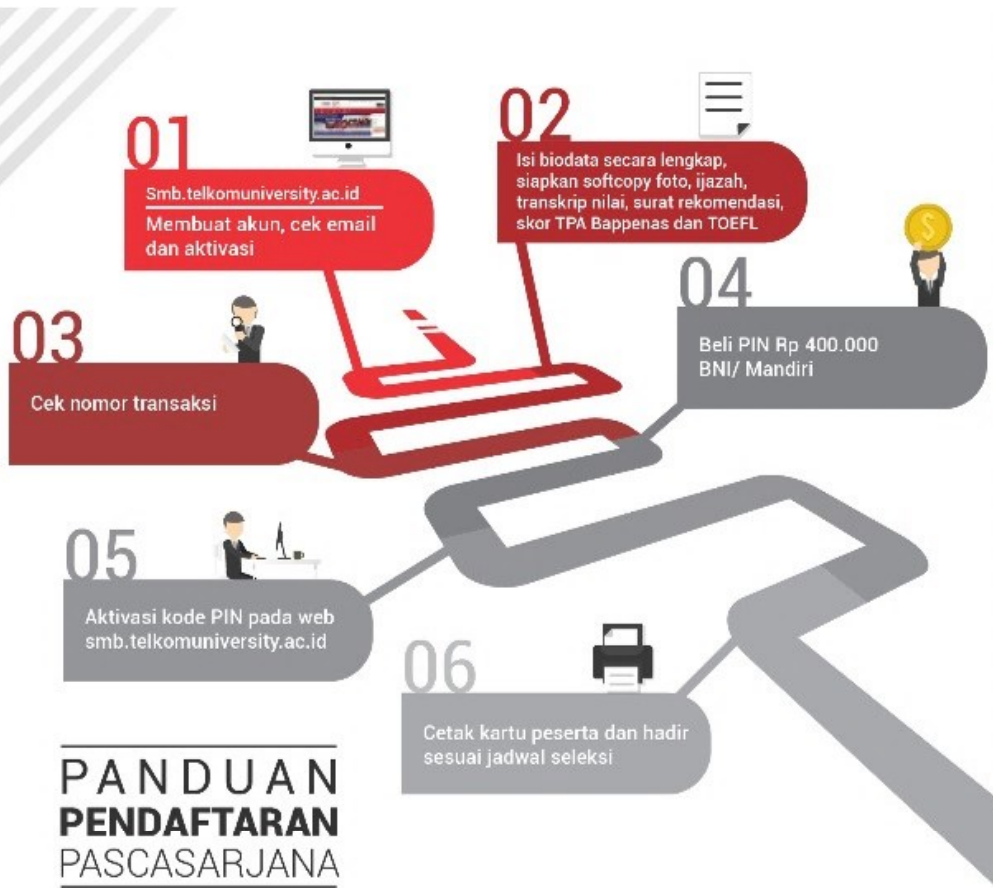 01
Smb.telkomuniversity.ac.id
Membuat akun, cek email
dan aktivasi
02
Isi biodata secara lengkap,
siapkan softcopy foto, ijazah,
transkrip nilai, surat rekomendasi,
skor TPA Bappenas dan TOEFL
03
Cek nomor transaksi
04
Beli PIN Rp 400.000
BNI/ Mandiri
05
Aktivasi kode PIN pada web
smb.telkomuniversity.ac.id
06
Cetak kartu peserta dan hadir
sesuai jadwal seleksi
PANDUAN
PENDAFTARAN
PASCASARJANA